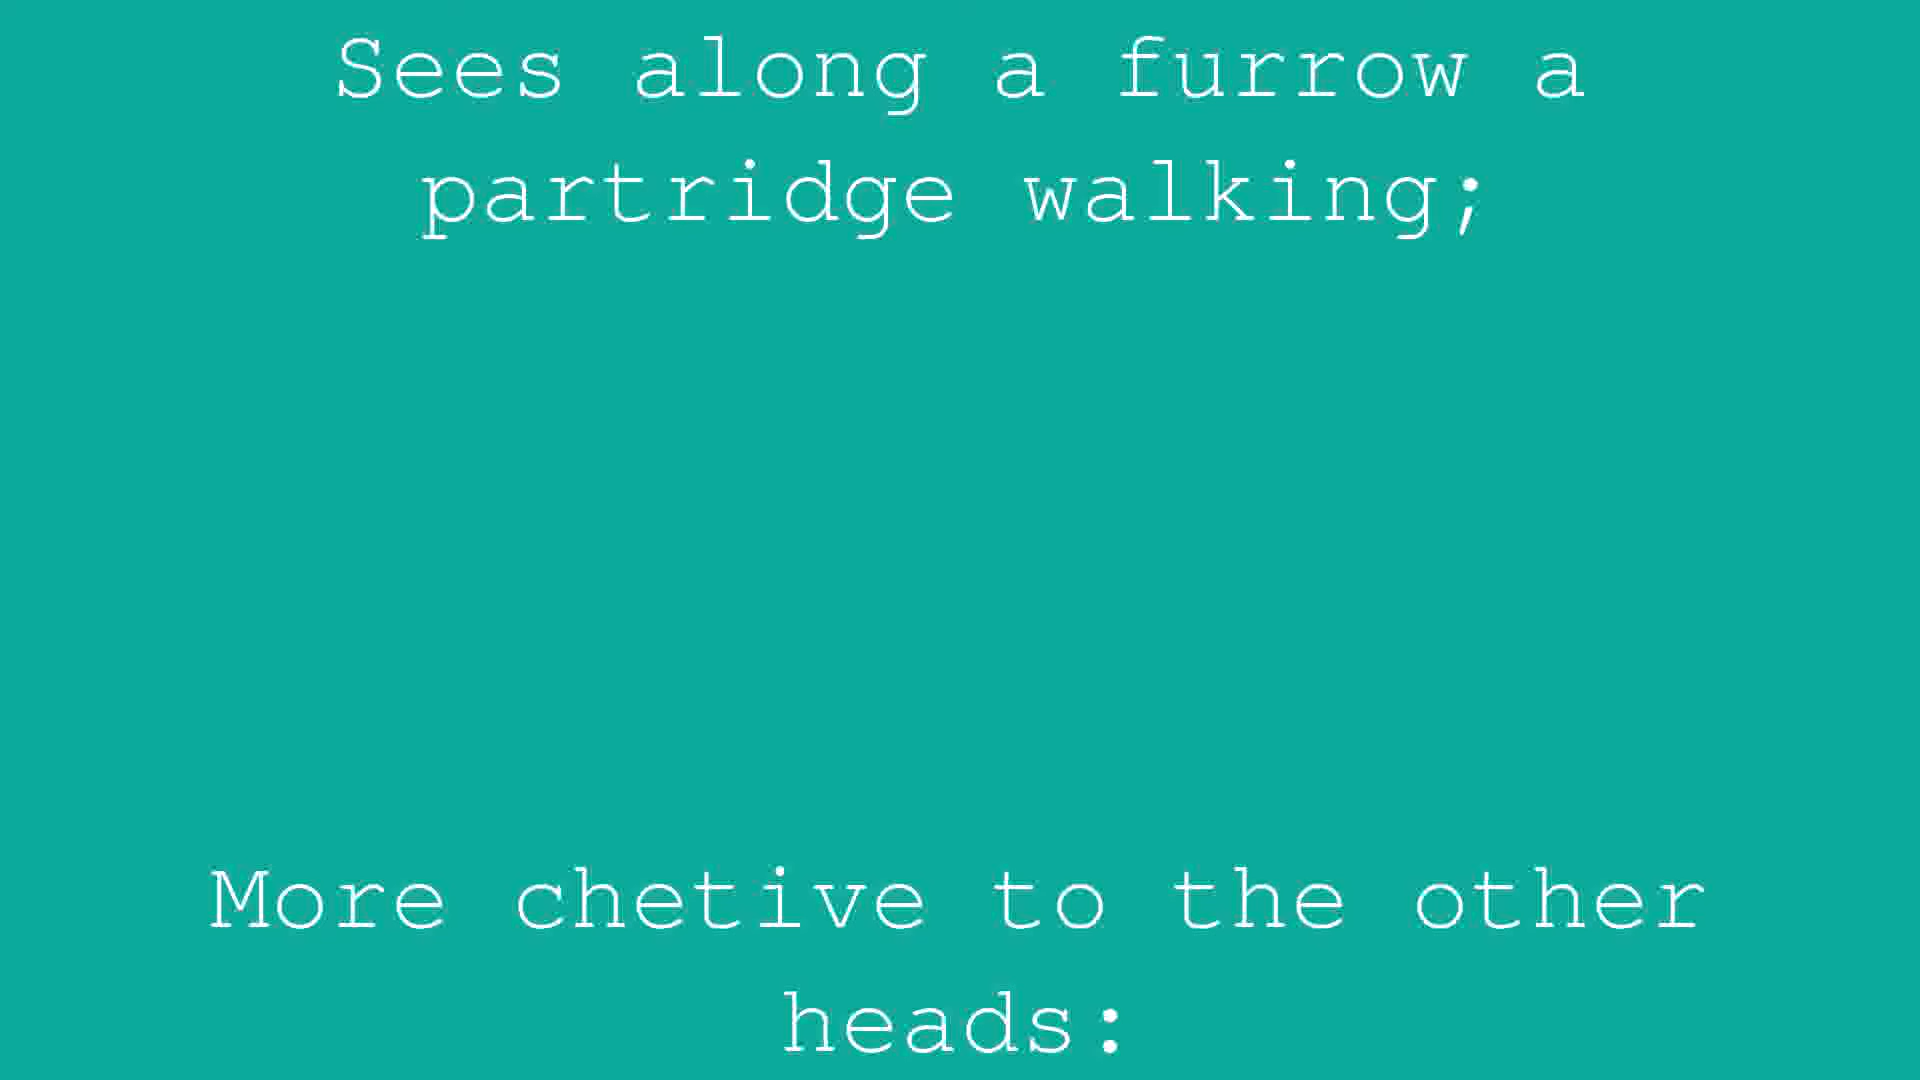 Sees along a furrow a
partridge walking;
More chetive to the other
heads: